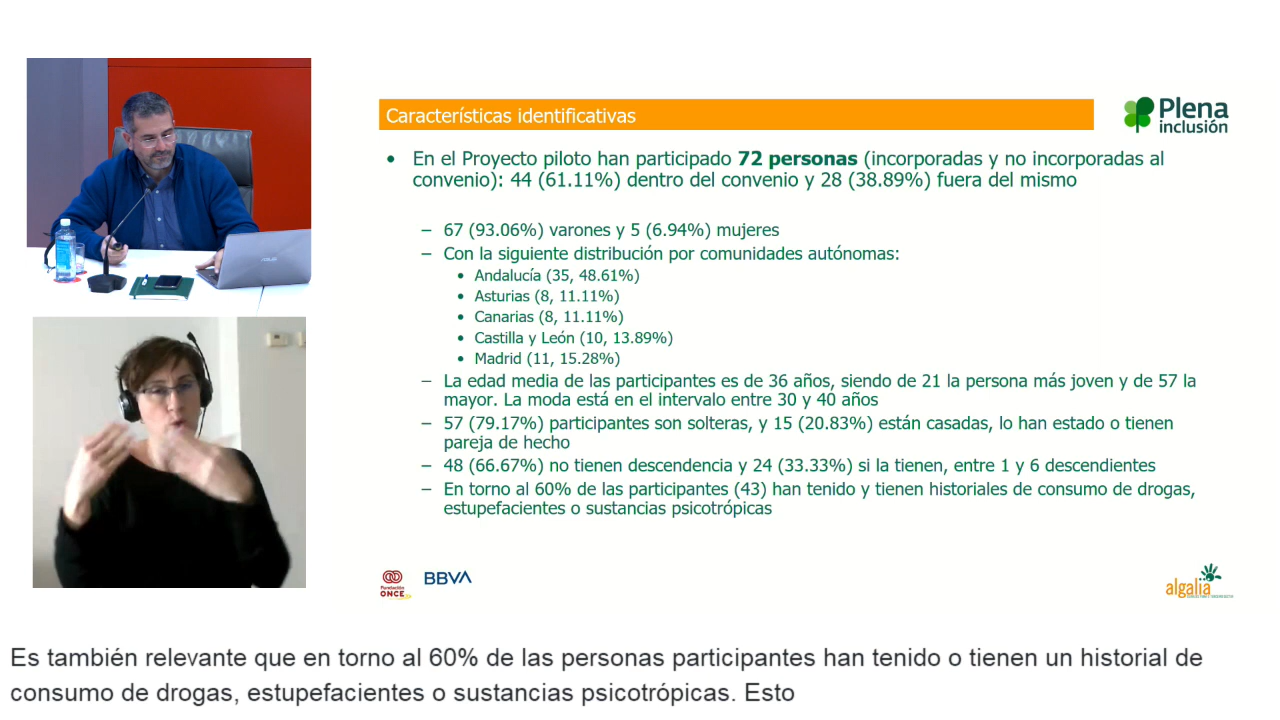 Características identificativas
Plena
inclusión
• En el Proyecto piloto han participado 72 personas (incorporadas y no incorporadas al
convenio): 44 (61.11%) dentro del convenio y 28 (38.89%) fuera del mismo
– 67 (93.06%) varones y 5 (6.94%) mujeres
– Con la siguiente distribución por comunidades autónomas:
• Andalucía (35, 48.61%)
• Asturias (8, 11.11%)
• Canarias (8, 11.11%)
• Castilla y León (10, 13.89%)
• Madrid (11, 15.28%)
– La edad media de las participantes es de 36 años, siendo de 21 la persona más joven y de 57 la
mayor. La moda está en el intervalo entre 30 y 40 años
– 57 (79.17%) participantes son solteras, y 15 (20.83%) están casadas, lo han estado o tienen
pareja de hecho
– 48 (66.67%) no tienen descendencia y 24 (33.33%) si la tienen, entre 1 y 6 descendientes
– En torno al 60% de las participantes (43) han tenido y tienen historiales de consumo de drogas,
estupefacientes o sustancias psicotrópicas
Fundación
ONCE
BBVA
algalia
Es también relevante que en torno al 60% de las personas participantes han tenido o tienen un historial de
consumo de drogas, estupefacientes o sustancias psicotrópicas. Esto